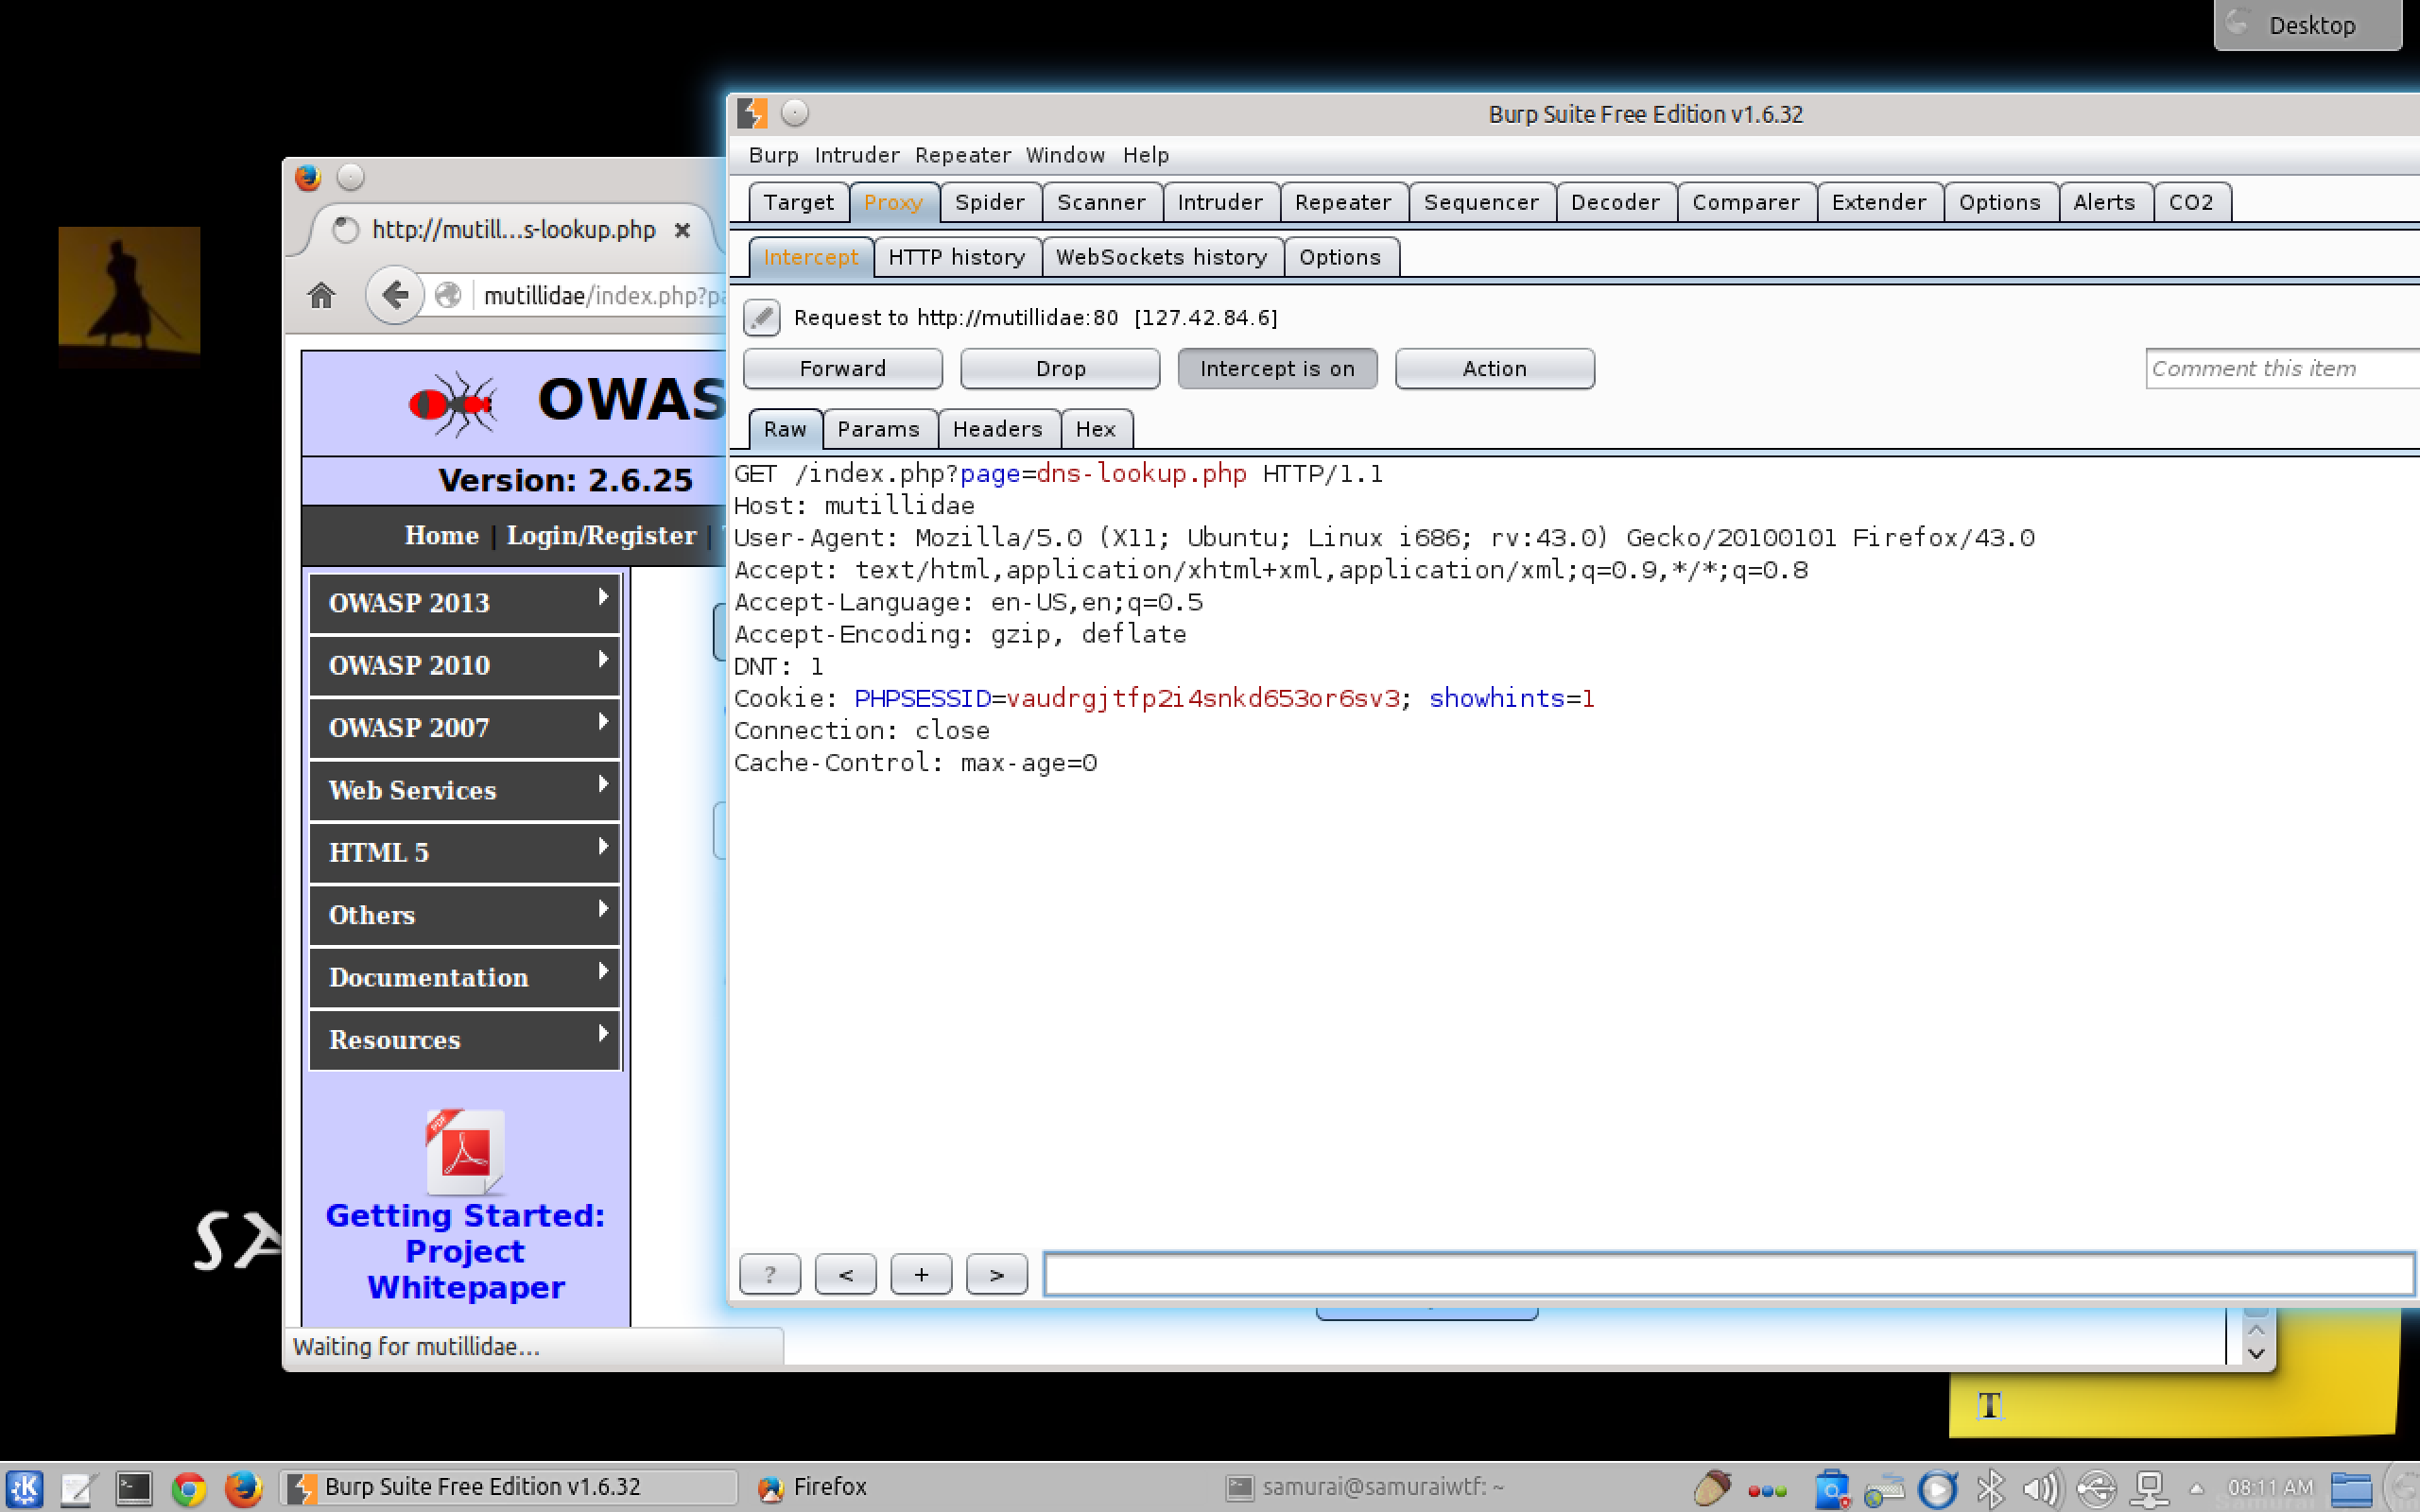 Desktop
Burp Suite Free Edition v1.6.32
Burp Intruder Repeater Window Help
Target Proxy Spider Scanner Intruder Repeater Sequencer Decoder Comparer Extender Options Alerts CO2
Intercept HTTP history WebSockets history Options
Request to http://mutillidae:80 [127.42.84.6]
Forward Drop Intercept is on Action Comment this item
Raw Params Headers Hex
GET /index.php?page=dns-lookup.php HTTP/1.1
Host: mutillidae
User-Agent: Mozilla/5.0 (X11; Ubuntu; Linux i686; rv:43.0) Gecko/20100101 Firefox/43.0
Accept: text/html,application/xhtml+xml,application/xml;q=0.9,*/*;q=0.8
Accept-Language: en-US,en;q=0.5
Accept-Encoding: gzip, deflate
DNT: 1
Cookie: PHPSESSID=vaudrgjtfp2i4snkd653or6sv3; showhints=1
Connection: close
Cache-Control: max-age=0
? < + >
http://mutill...s-lookup.php
mutillidae/index.php?pa
OWAS
Version: 2.6.25
Home | Login/Register |
OWASP 2013
OWASP 2010
OWASP 2007
Web Services
HTML 5
Others
Documentation
Resources
PDF
Getting Started:
Project
Whitepaper
SA
Waiting for mutillidae...
T
Burp Suite Free Edition v1.6.32 Firefox samurai@samuraiwtf: ~ 08:11 AM